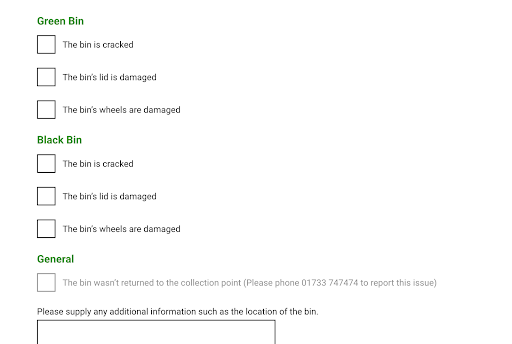 Green Bin
The bin is cracked
The bin's lid is damaged
The bin's wheels are damaged
Black Bin
The bin is cracked
The bin's lid is damaged
The bin's wheels are damaged
General
The bin wasn't returned to the collection point (Please phone 01733 747474 to report this issue)
Please supply any additional information such as the location of the bin.